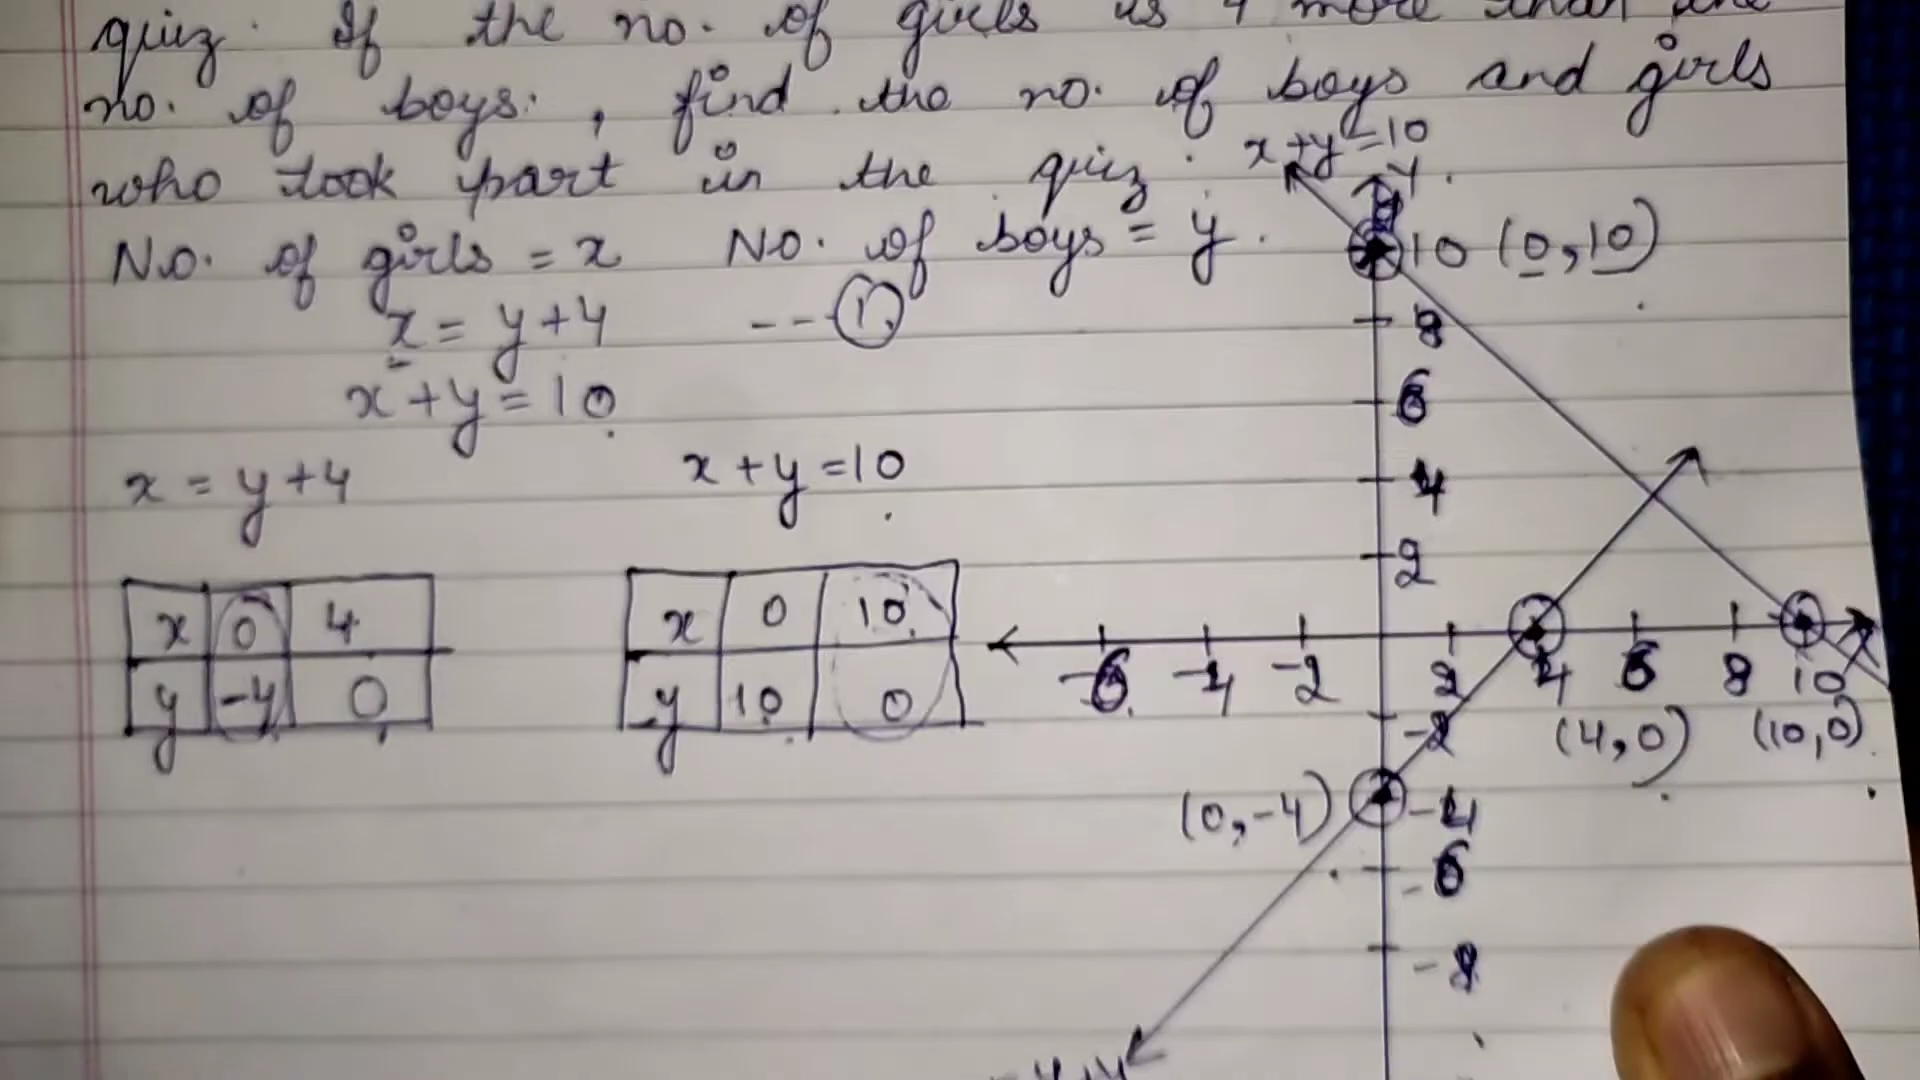 quiz. If the no. of girls is 4 more than the
no. of boys, find the no. of boys and girls
who took part in the quiz.
No. of girls = x No. of boys = y.
x = y+4 --- ①
x+y=10
x = y+4 x+y=10
x 0 4
y -4 0
x 0 10
y 10 0
x+y=10
Y
10 (0,10)
8
6
4
2
-6 -4 -2 2 4 6 8 10
(4,0) (10,0)
-2
(0,-4) -4
-6
-8